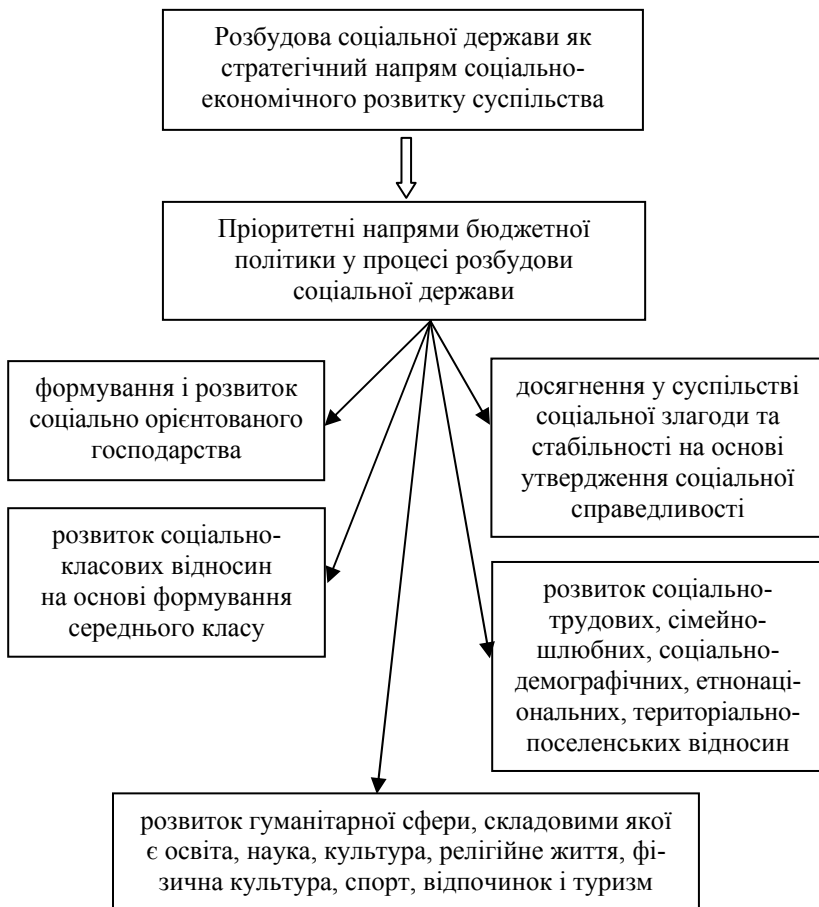 Розбудова соціальної держави як
стратегічний напрям соціально-
економічного розвитку суспільства
Пріоритетні напрями бюджетної
політики у процесі розбудови
соціальної держави
формування і розвиток
соціально орієнтованого
господарства
досягнення у суспільстві
соціальної злагоди та
стабільності на основі
утвердження соціальної
справедливості
розвиток соціально-
класових відносин
на основі формування
середнього класу
розвиток соціально-
трудових, сімейно-
шлюбних, соціально-
демографічних, етнонаці-
ональних, територіально-
поселенських відносин
розвиток гуманітарної сфери, складовими якої
є освіта, наука, культура, релігійне життя, фі-
зична культура, спорт, відпочинок і туризм